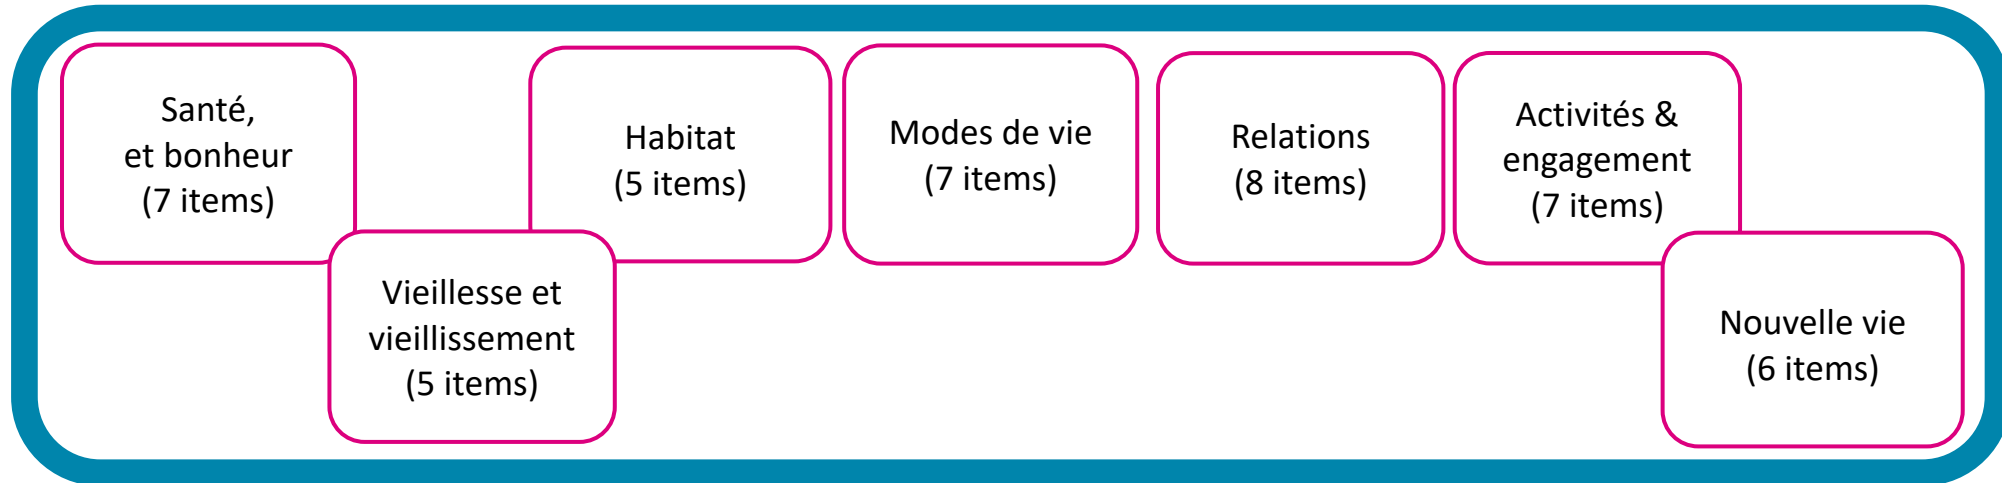 Santé,
et bonheur
(7 items)
Vieillesse et
vieillissement
(5 items)
Habitat
(5 items)
Modes de vie
(7 items)
Relations
(8 items)
Activités &
engagement
(7 items)
Nouvelle vie
(6 items)